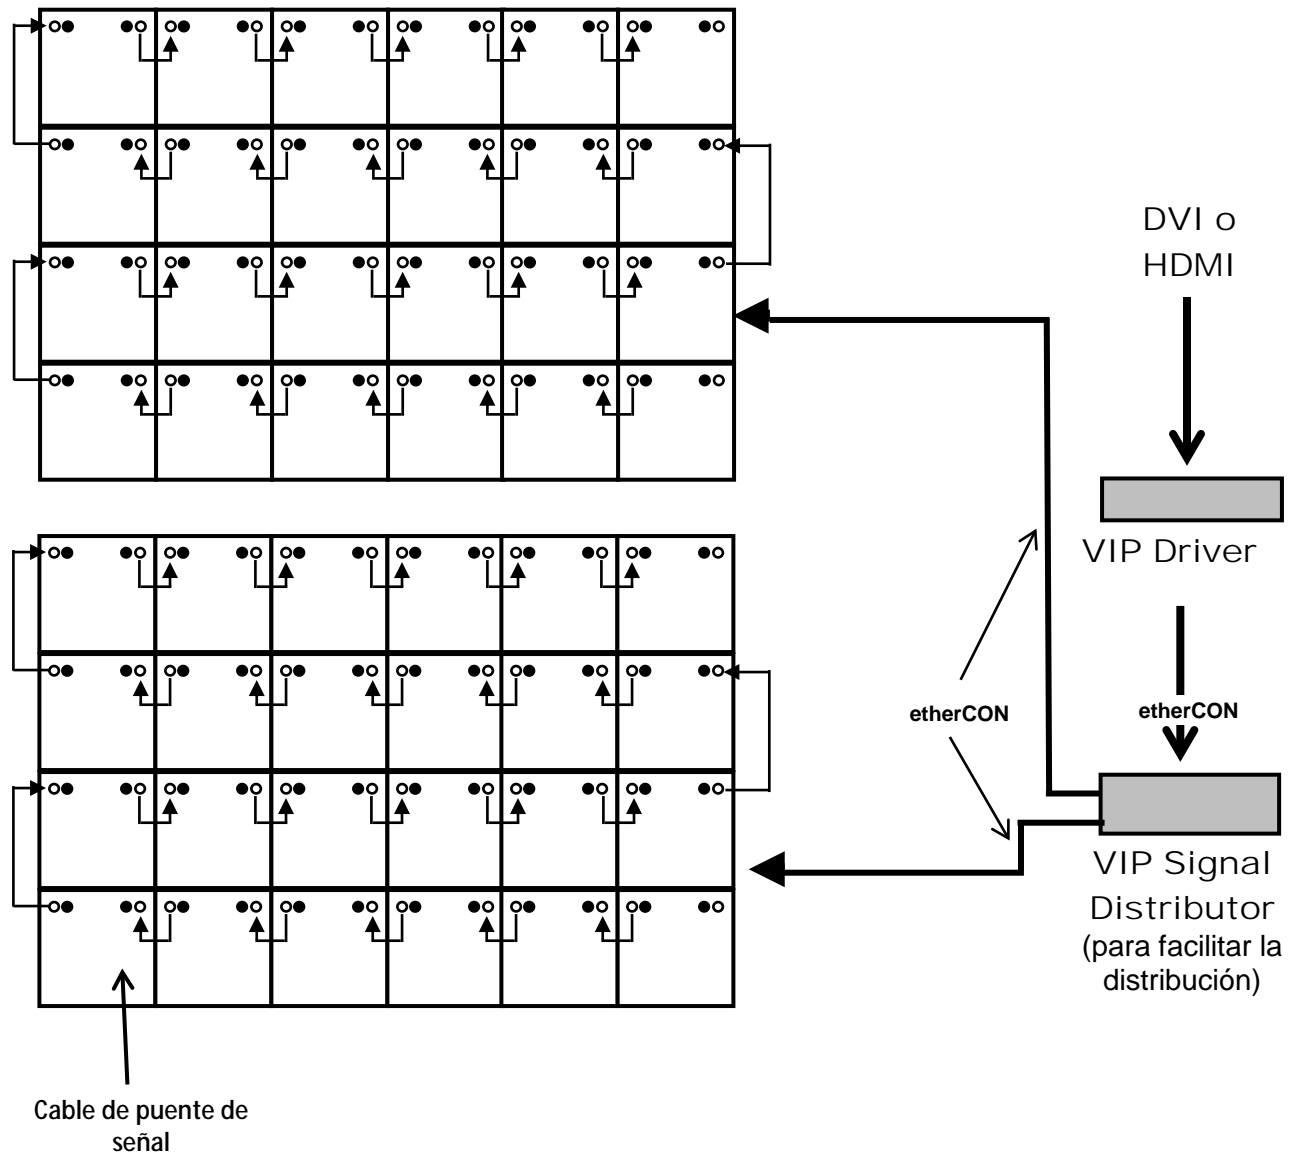 DVI o
HDMI
VIP Driver
etherCON
etherCON
VIP Signal
Distributor
(para facilitar la
distribución)
Cable de puente de
señal